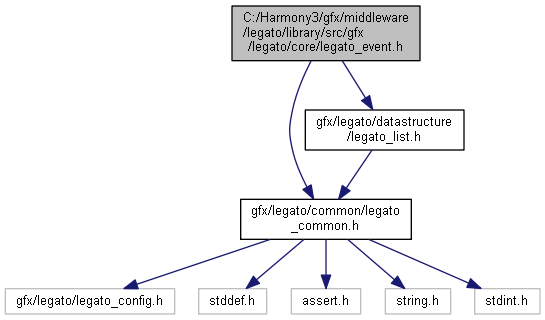 C:/Harmony3/gfx/middleware
/legato/library/src/gfx
/legato/core/legato_event.h
gfx/legato/datastructure
/legato_list.h
gfx/legato/common/legato
_common.h
gfx/legato/legato_config.h
stddef.h
assert.h
string.h
stdint.h